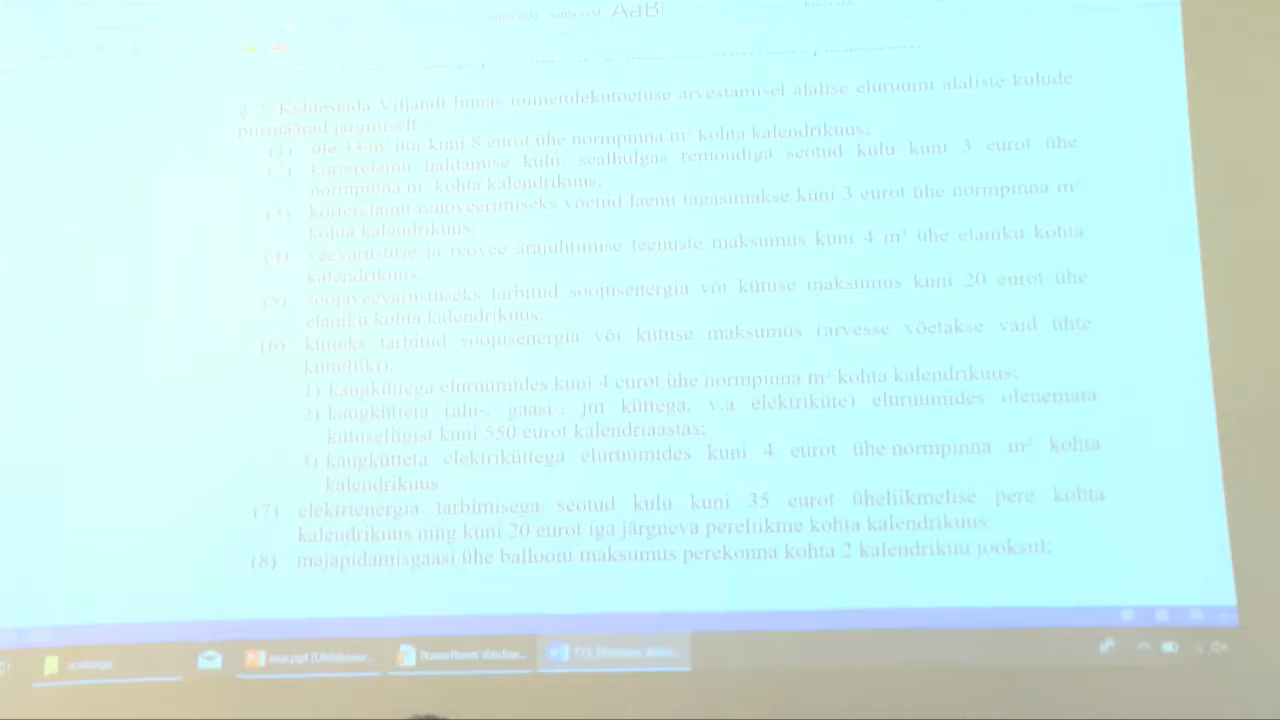 AaBl
§ 2. Kehtestada Viljandi linnas toimetulekutoetuse arvestamisel alalise eluruumi alaliste kulude
piirmäärad järgmiselt
(1) üür 33 m² üüri kuni 8 eurot ühe normpinna m² kohta kalendrikuus;
(2) korterelamu haldamise kulu, sealhulgas remondiga seotud kulu kuni 3 eurot ühe
normpinna m² kohta kalendrikuus;
(3) korterelamu renoveerimiseks võetud laenu tagasimakse kuni 3 eurot ühe normpinna m²
kohta kalendrikuus;
(4) veevarustuse ja reovee ärajuhtimise teenuste maksumus kuni 4 m³ ühe elaniku kohta
kalendrikuus;
(5) soojaveevarustuseks tarbitud soojusenergia või kütuse maksumus kuni 20 eurot ühe
elaniku kohta kalendrikuus;
(6) kütteks tarbitud soojusenergia või kütuse maksumus (arvesse võetakse vaid ühte
kütteliiki):
1) kaugküttega eluruumides kuni 4 eurot ühe normpinna m² kohta kalendrikuus;
2) kaugkütteta (ahi-, gaasi-, jm küttega, v.a elektriküte) eluruumides olenemata
kütuseliigist kuni 550 eurot kalendriaastas;
3) kaugkütteta elektriküttega eluruumides kuni 4 eurot ühe normpinna m² kohta
kalendrikuus
(7) elektrienergia tarbimisega seotud kulu kuni 35 eurot üheliikmelise pere kohta
kalendrikuus ning kuni 20 eurot iga järgneva pereliikme kohta kalendrikuus;
(8) majapidamisgaasi ühe ballooni maksumus perekonna kohta 2 kalendrikuu jooksul;
PowerPoint